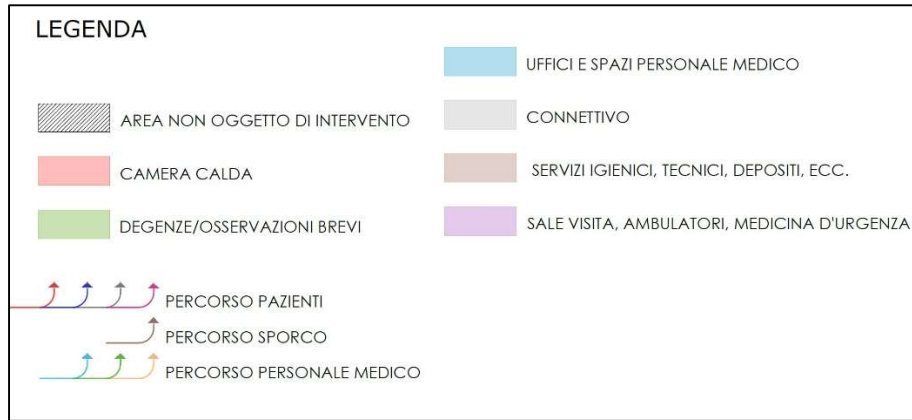 LEGENDA
AREA NON OGGETTO DI INTERVENTO
CAMERA CALDA
DEGENZE/OSSERVAZIONI BREVI
UFFICI E SPAZI PERSONALE MEDICO
CONNETTIVO
SERVIZI IGIENICI, TECNICI, DEPOSITI, ECC.
SALE VISITA, AMBULATORI, MEDICINA D'URGENZA
PERCORSO PAZIENTI
PERCORSO SPORCO
PERCORSO PERSONALE MEDICO